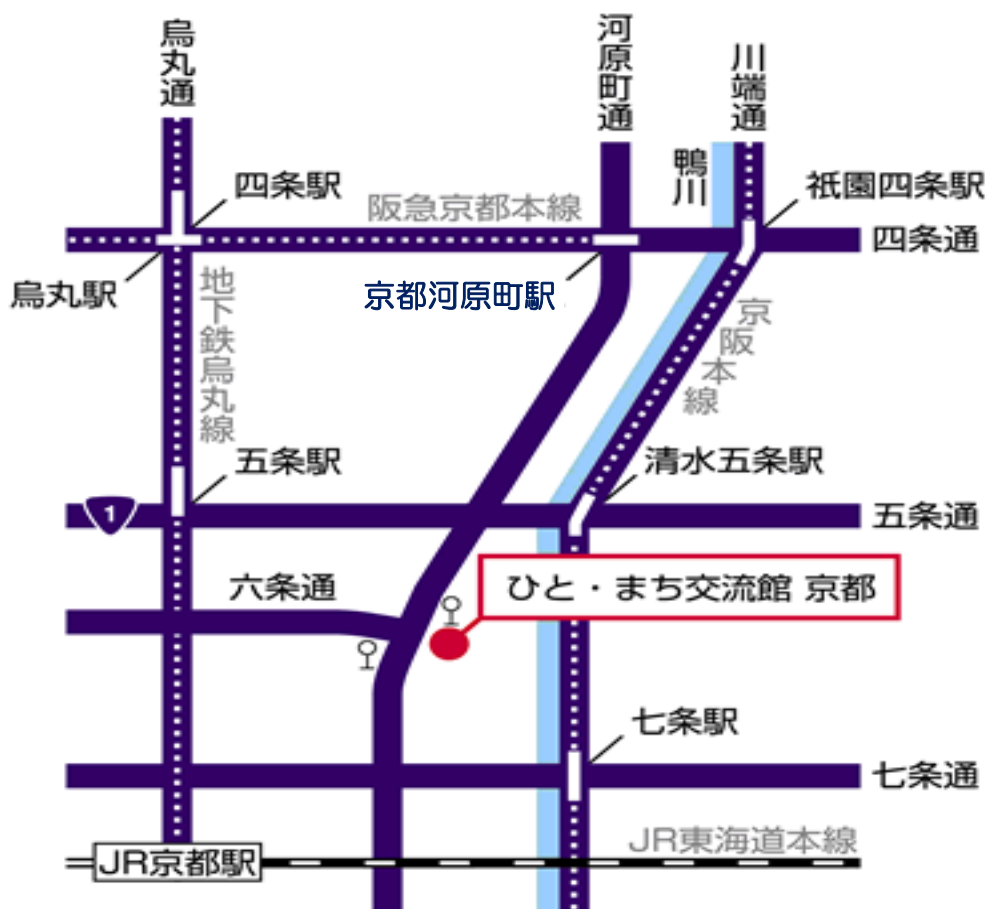 烏丸通
河原町通
川端通
鴨川
四条駅
阪急京都本線
祇園四条駅
四条通
烏丸駅
地下鉄烏丸線
京都河原町駅
京阪本線
五条駅
清水五条駅
1
五条通
六条通
ひと・まち交流館 京都
七条駅
七条通
JR東海道本線
JR京都駅